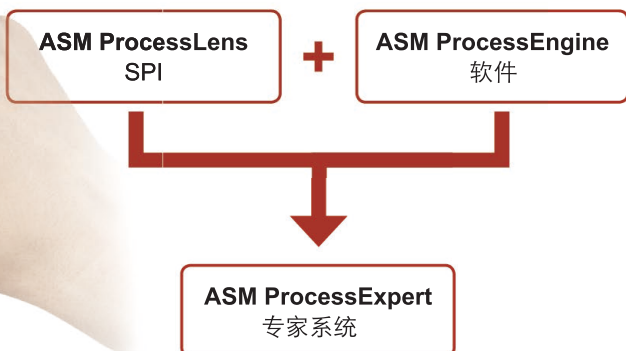 ASM ProcessLens
SPI
+
ASM ProcessEngine
软件
ASM ProcessExpert
专家系统